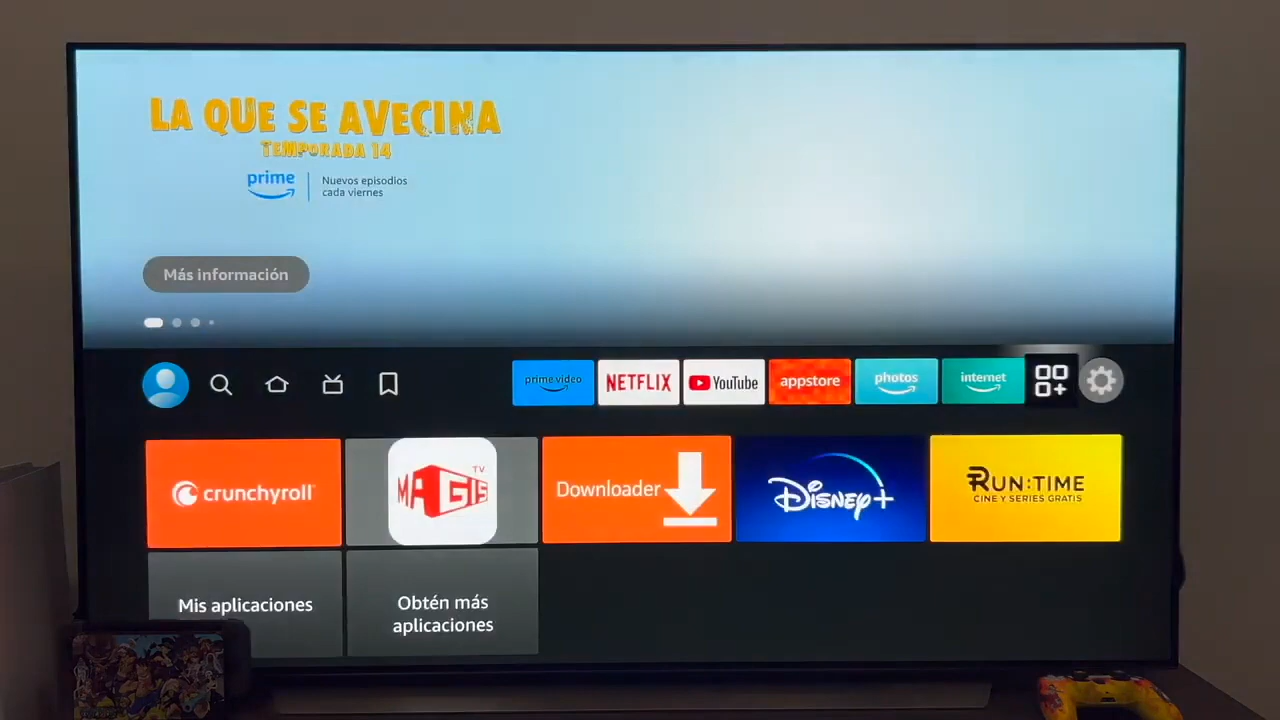 LA QUE SE AVECINA
TEMPORADA 14
prime
Nuevos episodios
cada viernes
Más información
prime video
NETFLIX
YouTube
appstore
photos
internet
crunchyroll
MAGIS
TV
Downloader
Disney+
RUN:TIME
CINE Y SERIES GRATIS
Mis aplicaciones
Obtén más
aplicaciones